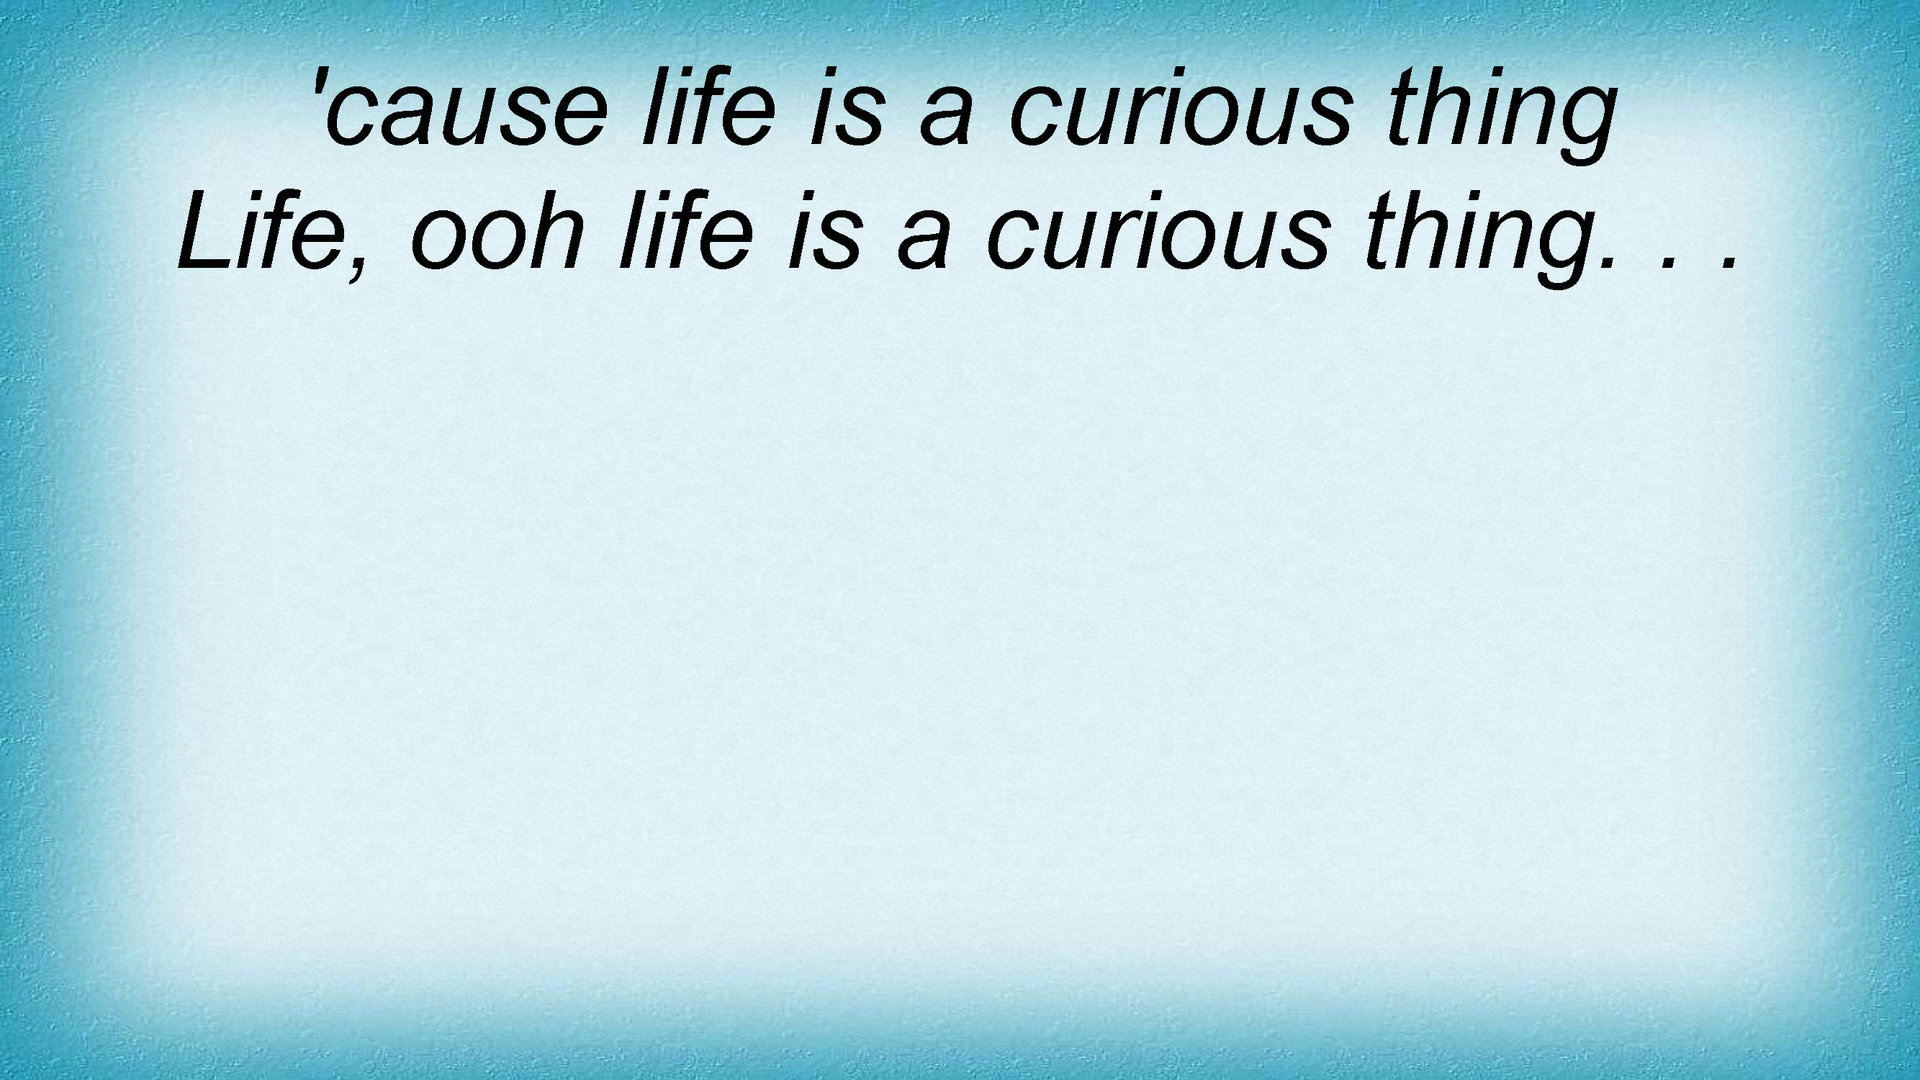 'cause life is a curious thing
Life, ooh life is a curious thing. . .